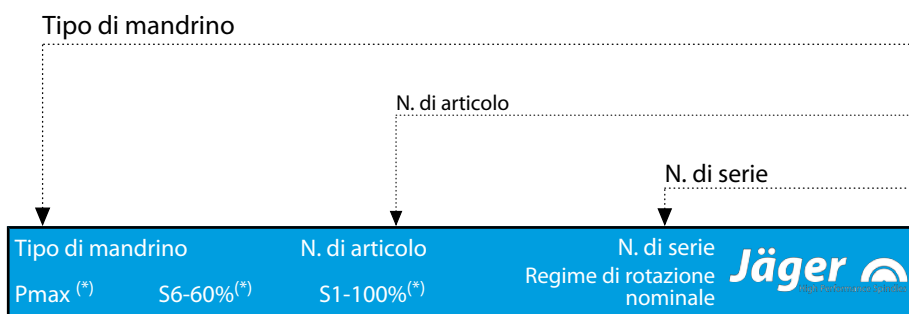 Tipo di mandrino
N. di articolo
N. di serie
Tipo di mandrino N. di articolo N. di serie
Pmax (*) S6-60%(*) S1-100%(*) Regime di rotazione
nominale
Jäger